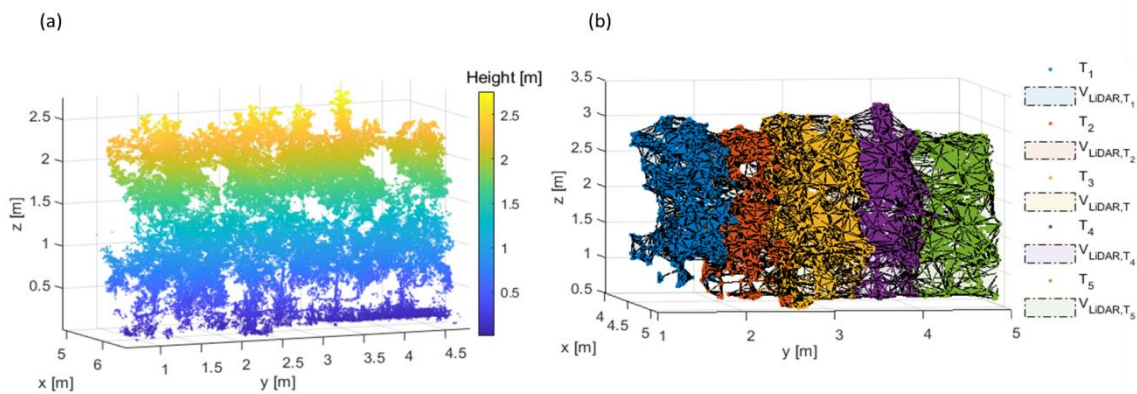 (a)
(b)
Height [m]
2.5
2
1.5
1
0.5
z [m]
5
6
x [m]
1
1.5
2
2.5
3
3.5
4
4.5
y [m]
2.5
2
1.5
1
0.5
3.5
3
2.5
2
1.5
1
0.5
z [m]
4
4.5
5
x [m]
1
2
3
4
5
y [m]
T1
VLiDAR,T1
T2
VLiDAR,T2
T3
VLiDAR,T
T4
VLiDAR,T4
T5
VLiDAR,T5